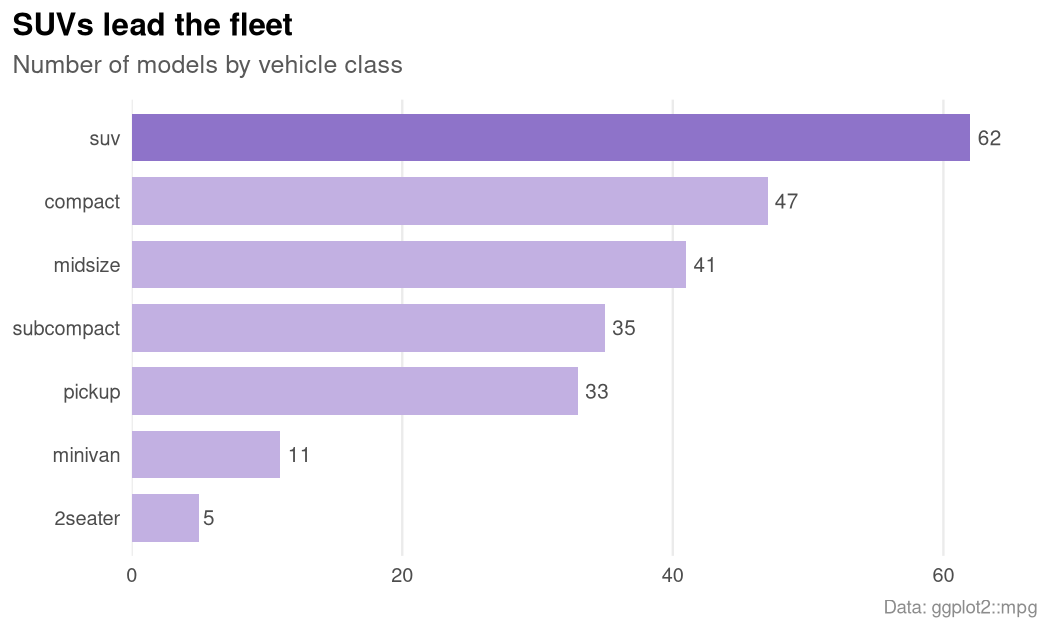 SUVs lead the fleet
Number of models by vehicle class
suv 62
compact 47
midsize 41
subcompact 35
pickup 33
minivan 11
2seater 5
0 20 40 60
Data: ggplot2::mpg